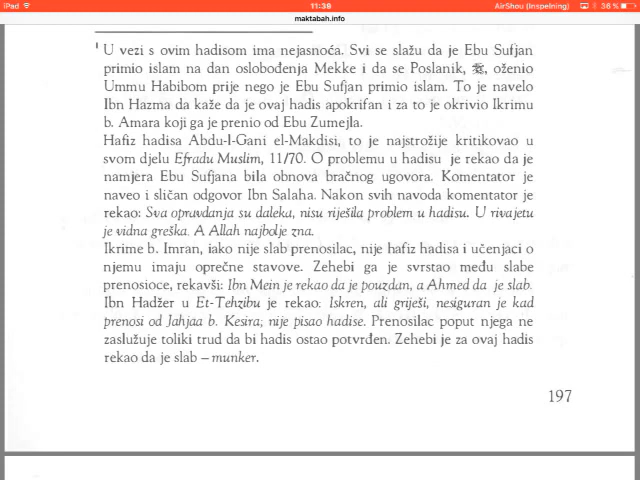 iPad 11:39 AirShou (Inspelning) 36 %
maktabah.info
¹ U vezi s ovim hadisom ima nejasnoća. Svi se slažu da je Ebu Sufjan
primio islam na dan oslobođenja Mekke i da se Poslanik, ﷺ, oženio
Ummu Habibom prije nego je Ebu Sufjan primio islam. To je navelo
Ibn Hazma da kaže da je ovaj hadis apokrifan i za to je okrivio Ikrimu
b. Amara koji ga je prenio od Ebu Zumejla.
Hafiz hadisa Abdu-l-Gani el-Makdisi, to je najstrožije kritikovao u
svom djelu Efradu Muslim, 11/70. O problemu u hadisu je rekao da je
namjera Ebu Sufjana bila obnova bračnog ugovora. Komentator je
naveo i sličan odgovor Ibn Salaha. Nakon svih navoda komentator je
rekao: Sva opravdanja su daleka, nisu riješila problem u hadisu. U rivajetu
je vidna greška. A Allah najbolje zna.
Ikrime b. Imran, iako nije slab prenosilac, nije hafiz hadisa i učenjaci o
njemu imaju oprečne stavove. Zehebi ga je svrstao među slabe
prenosioce, rekavši: Ibn Mein je rekao da je pouzdan, a Ahmed da je slab.
Ibn Hadžer u Et-Tehzibu je rekao: Iskren, ali griješi, nesiguran je kad
prenosi od Jahjaa b. Kesira; nije pisao hadise. Prenosilac poput njega ne
zaslužuje toliki trud da bi hadis ostao potvrđen. Zehebi je za ovaj hadis
rekao da je slab – munker.
197